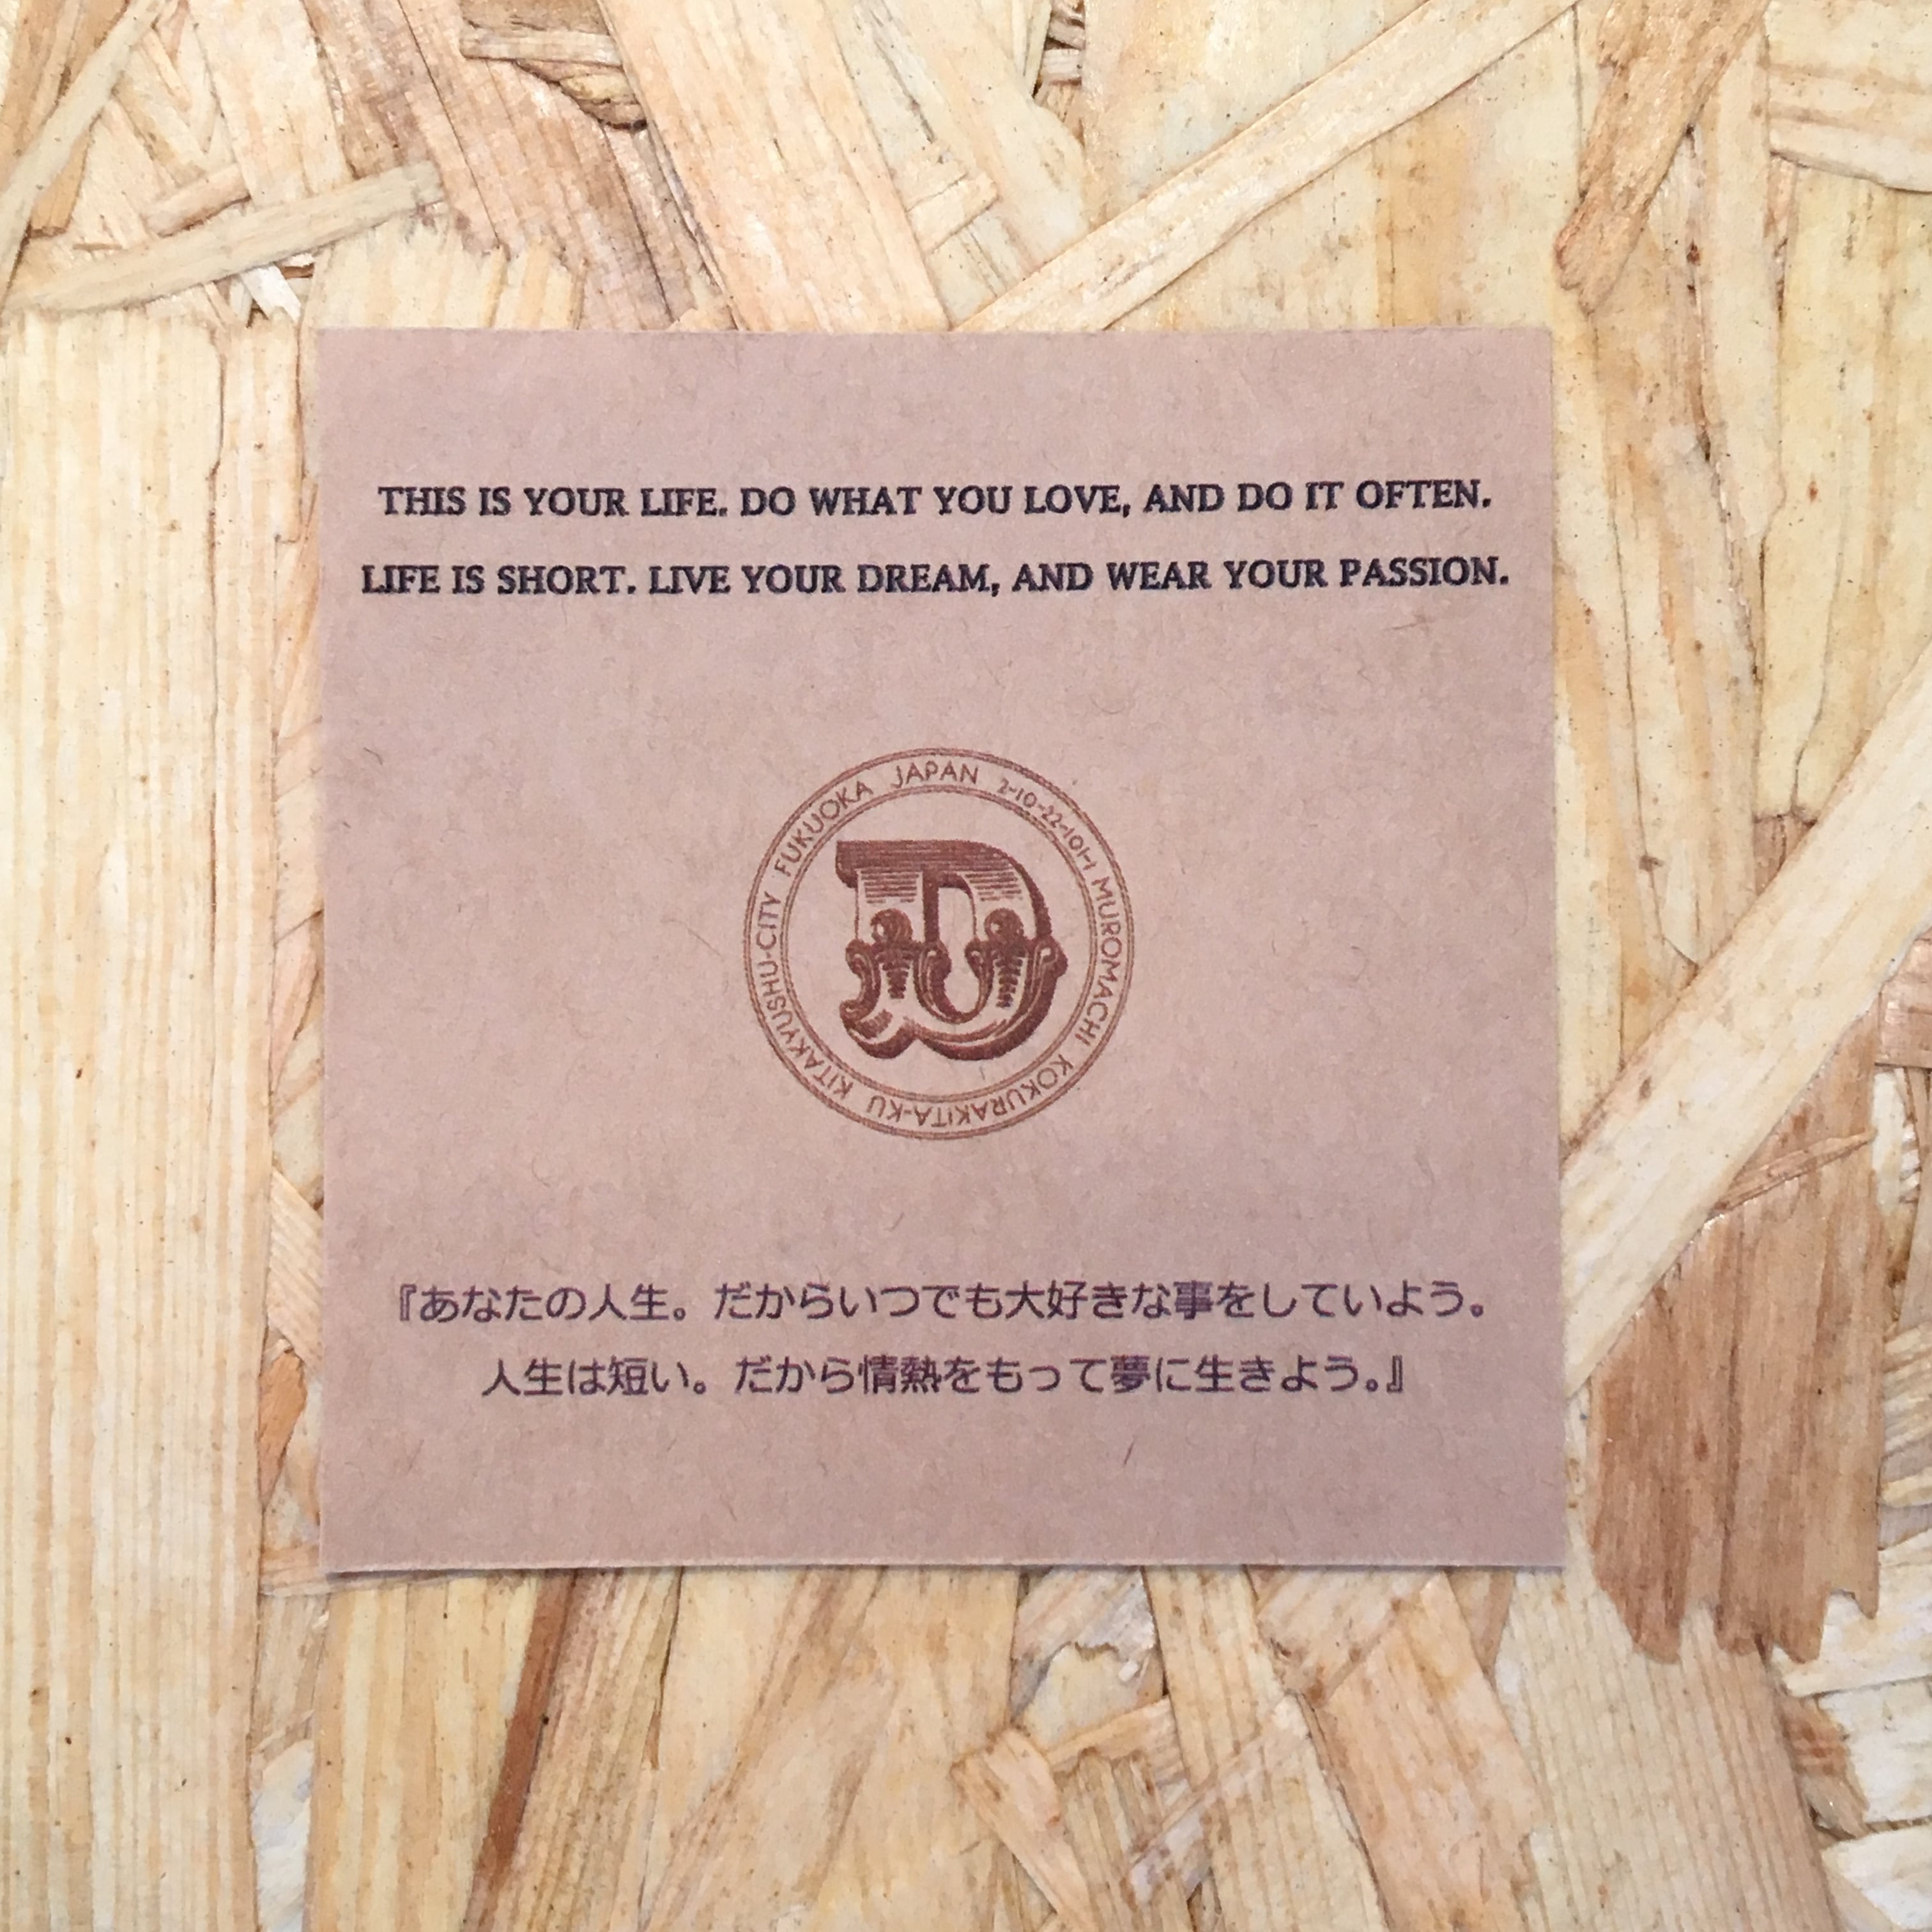 THIS IS YOUR LIFE. DO WHAT YOU LOVE, AND DO IT OFTEN.
LIFE IS SHORT. LIVE YOUR DREAM, AND WEAR YOUR PASSION.
2-10-22-101-1 MUROMACHI KOKURAKITA-KU KITAKYUSHU-CITY FUKUOKA JAPAN
D
『あなたの人生。だからいつでも大好きな事をしていよう。
人生は短い。だから情熱をもって夢に生きよう。』